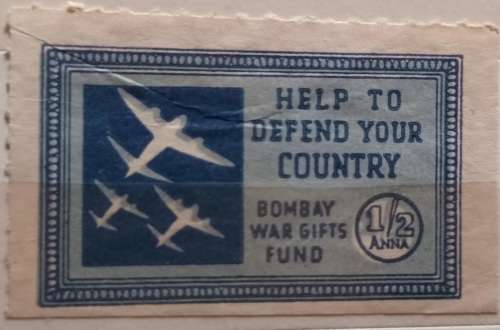 HELP TO
DEFEND YOUR
COUNTRY
BOMBAY
WAR GIFTS
FUND
1/2
ANNA